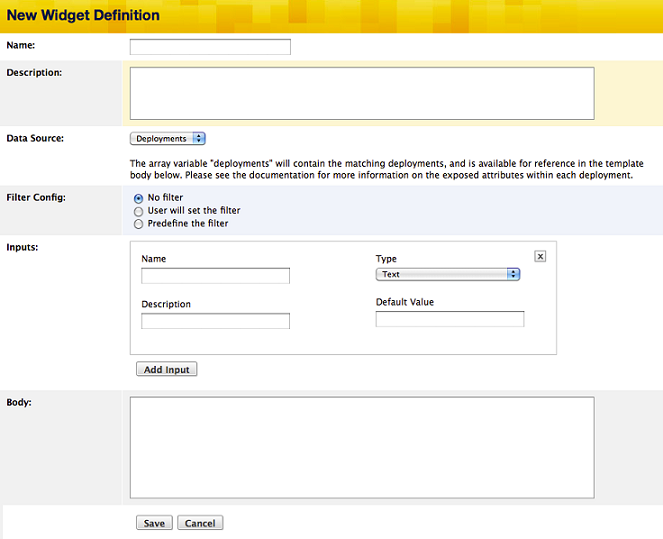 New Widget Definition
Name:
Description:
Data Source:
Deployments
The array variable "deployments" will contain the matching deployments, and is available for reference in the template
body below. Please see the documentation for more information on the exposed attributes within each deployment.
Filter Config:
No filter
User will set the filter
Predefine the filter
Inputs:
Name
Type
X
Text
Description
Default Value
Add Input
Body:
Save
Cancel